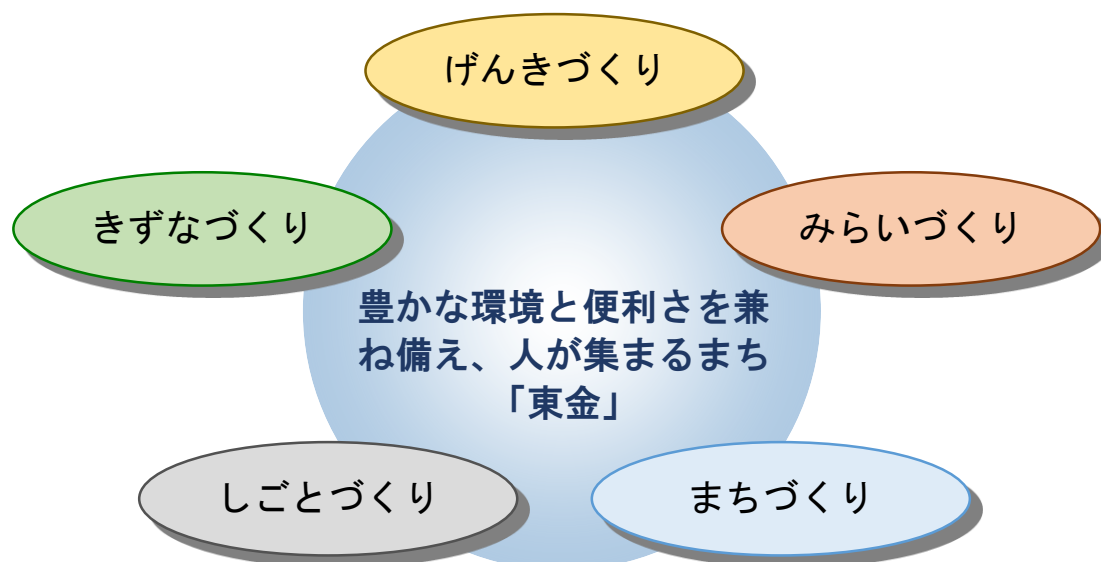 げんきづくり
きずなづくり
みらいづくり
豊かな環境と便利さを兼
ね備え、人が集まるまち
「東金」
しごとづくり
まちづくり